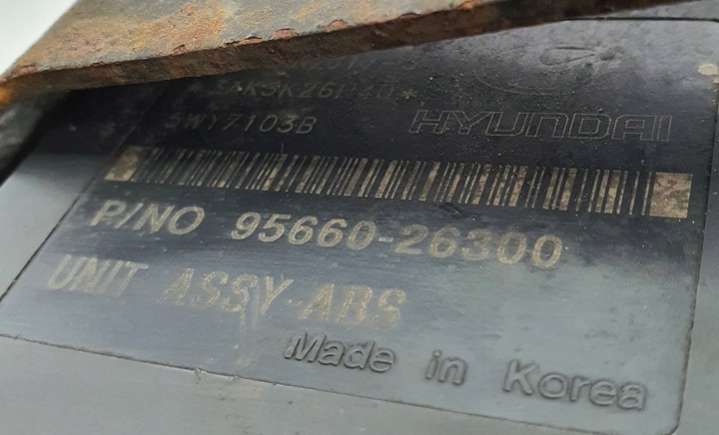 5WY7103B HYUNDAI
P/NO 95660-26300
UNIT ASSY-ABS
Made in Korea